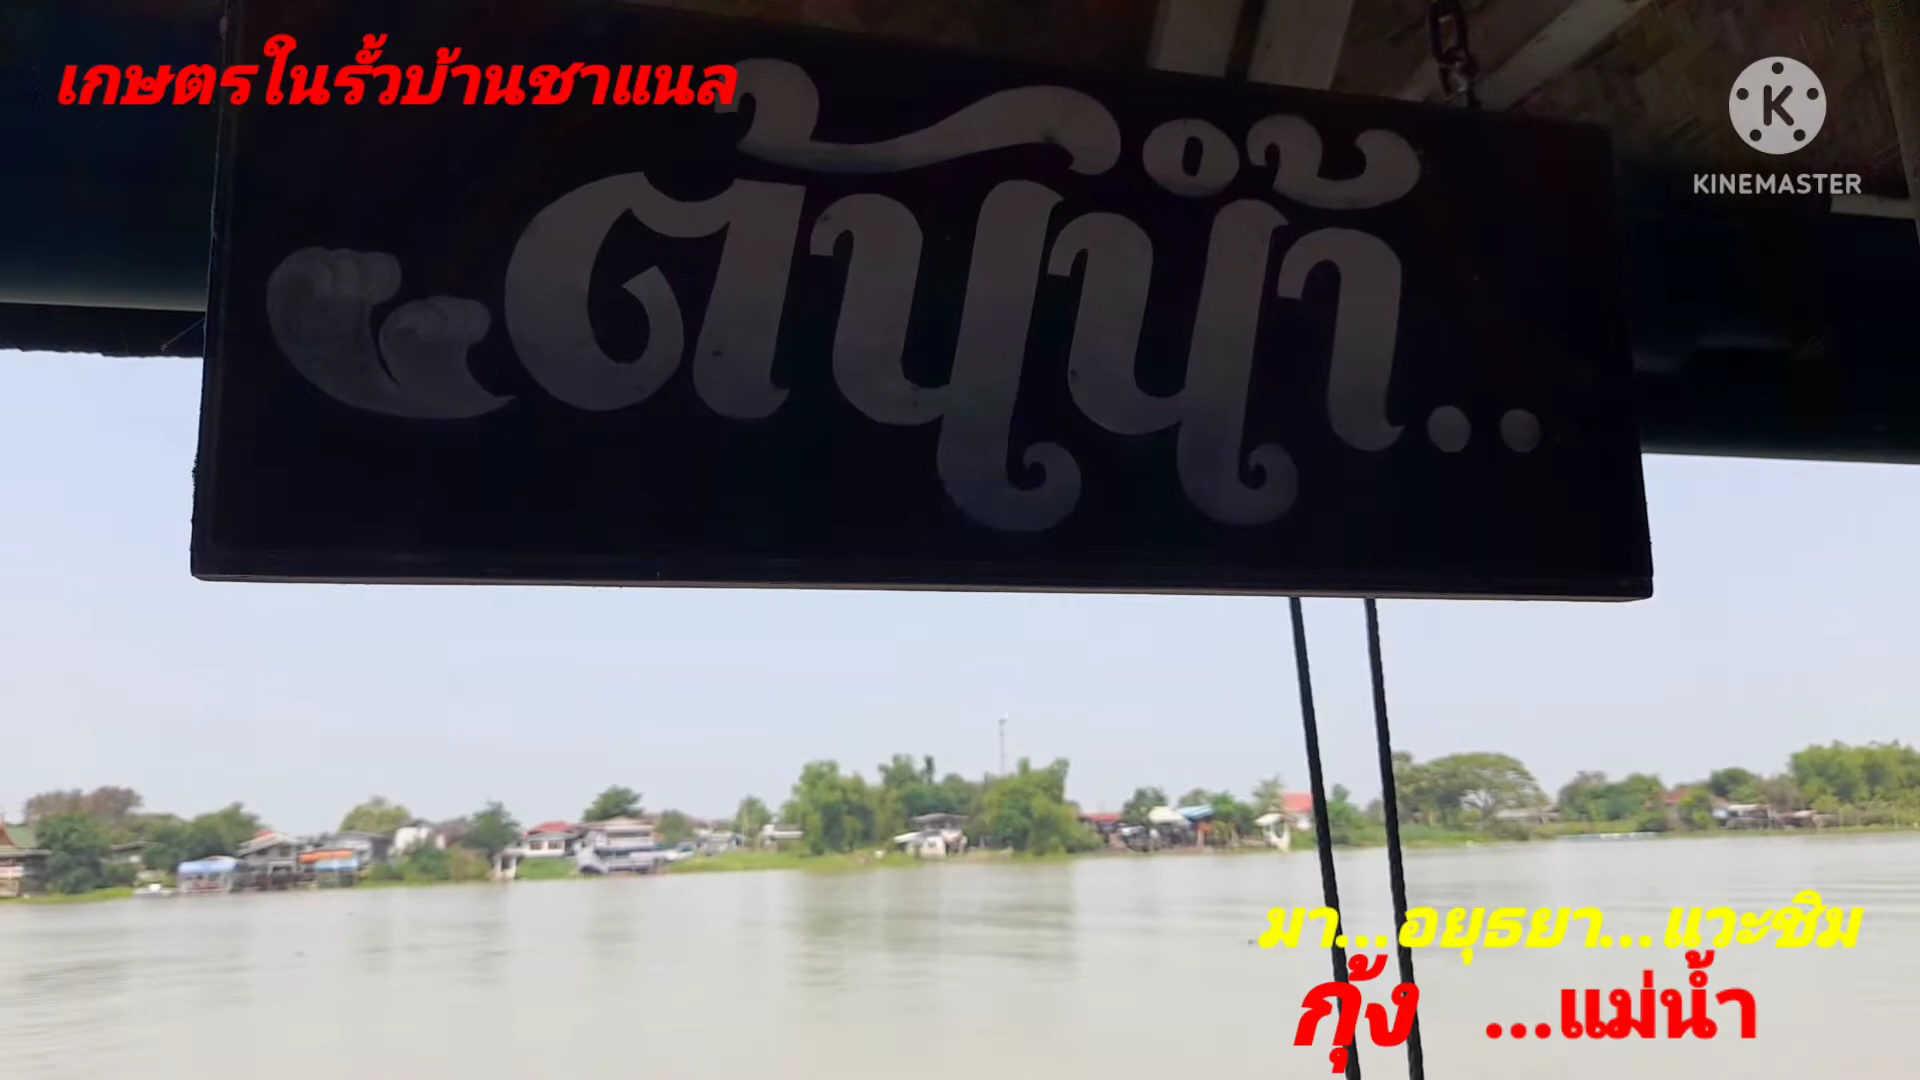 เกษตรในรั้วบ้านชาแนล
KINEMASTER
ต้นน้ำ..
มา...อยุธยา...แวะชิม
กุ้ง ...แม่น้ำ